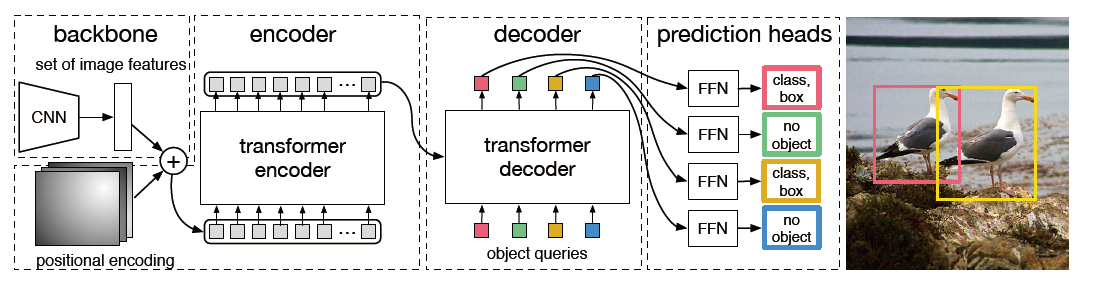 backbone
set of image features
CNN
+
positional encoding
encoder
...
transformer
encoder
...
decoder
transformer
decoder
object queries
prediction heads
FFN
class,
box
FFN
no
object
FFN
class,
box
FFN
no
object